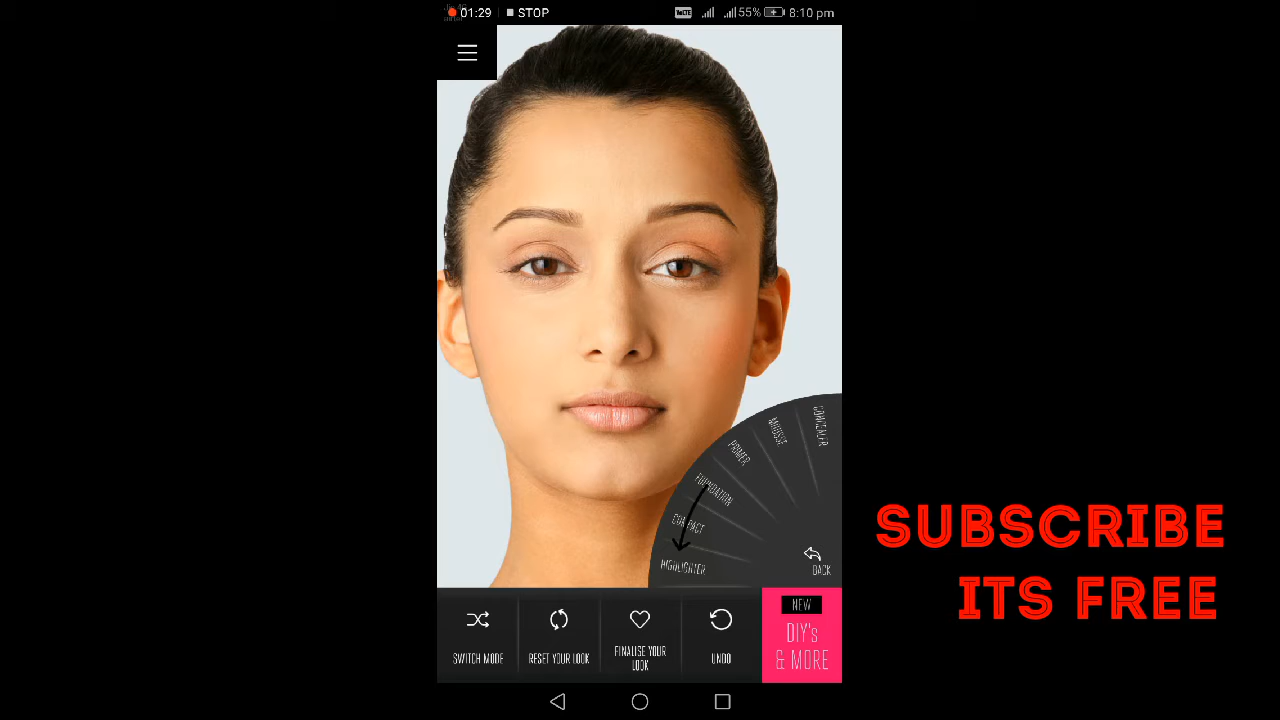 01:29 STOP
55% 8:10 pm
CONCEALER
MOUSSE
PRIMER
FOUNDATION
COMPACT
HIGHLIGHTER
BACK
SWITCH MODE
RESET YOUR LOOK
FINALISE YOUR
LOOK
UNDO
NEW
DIY's
& MORE
SUBSCRIBE
ITS FREE